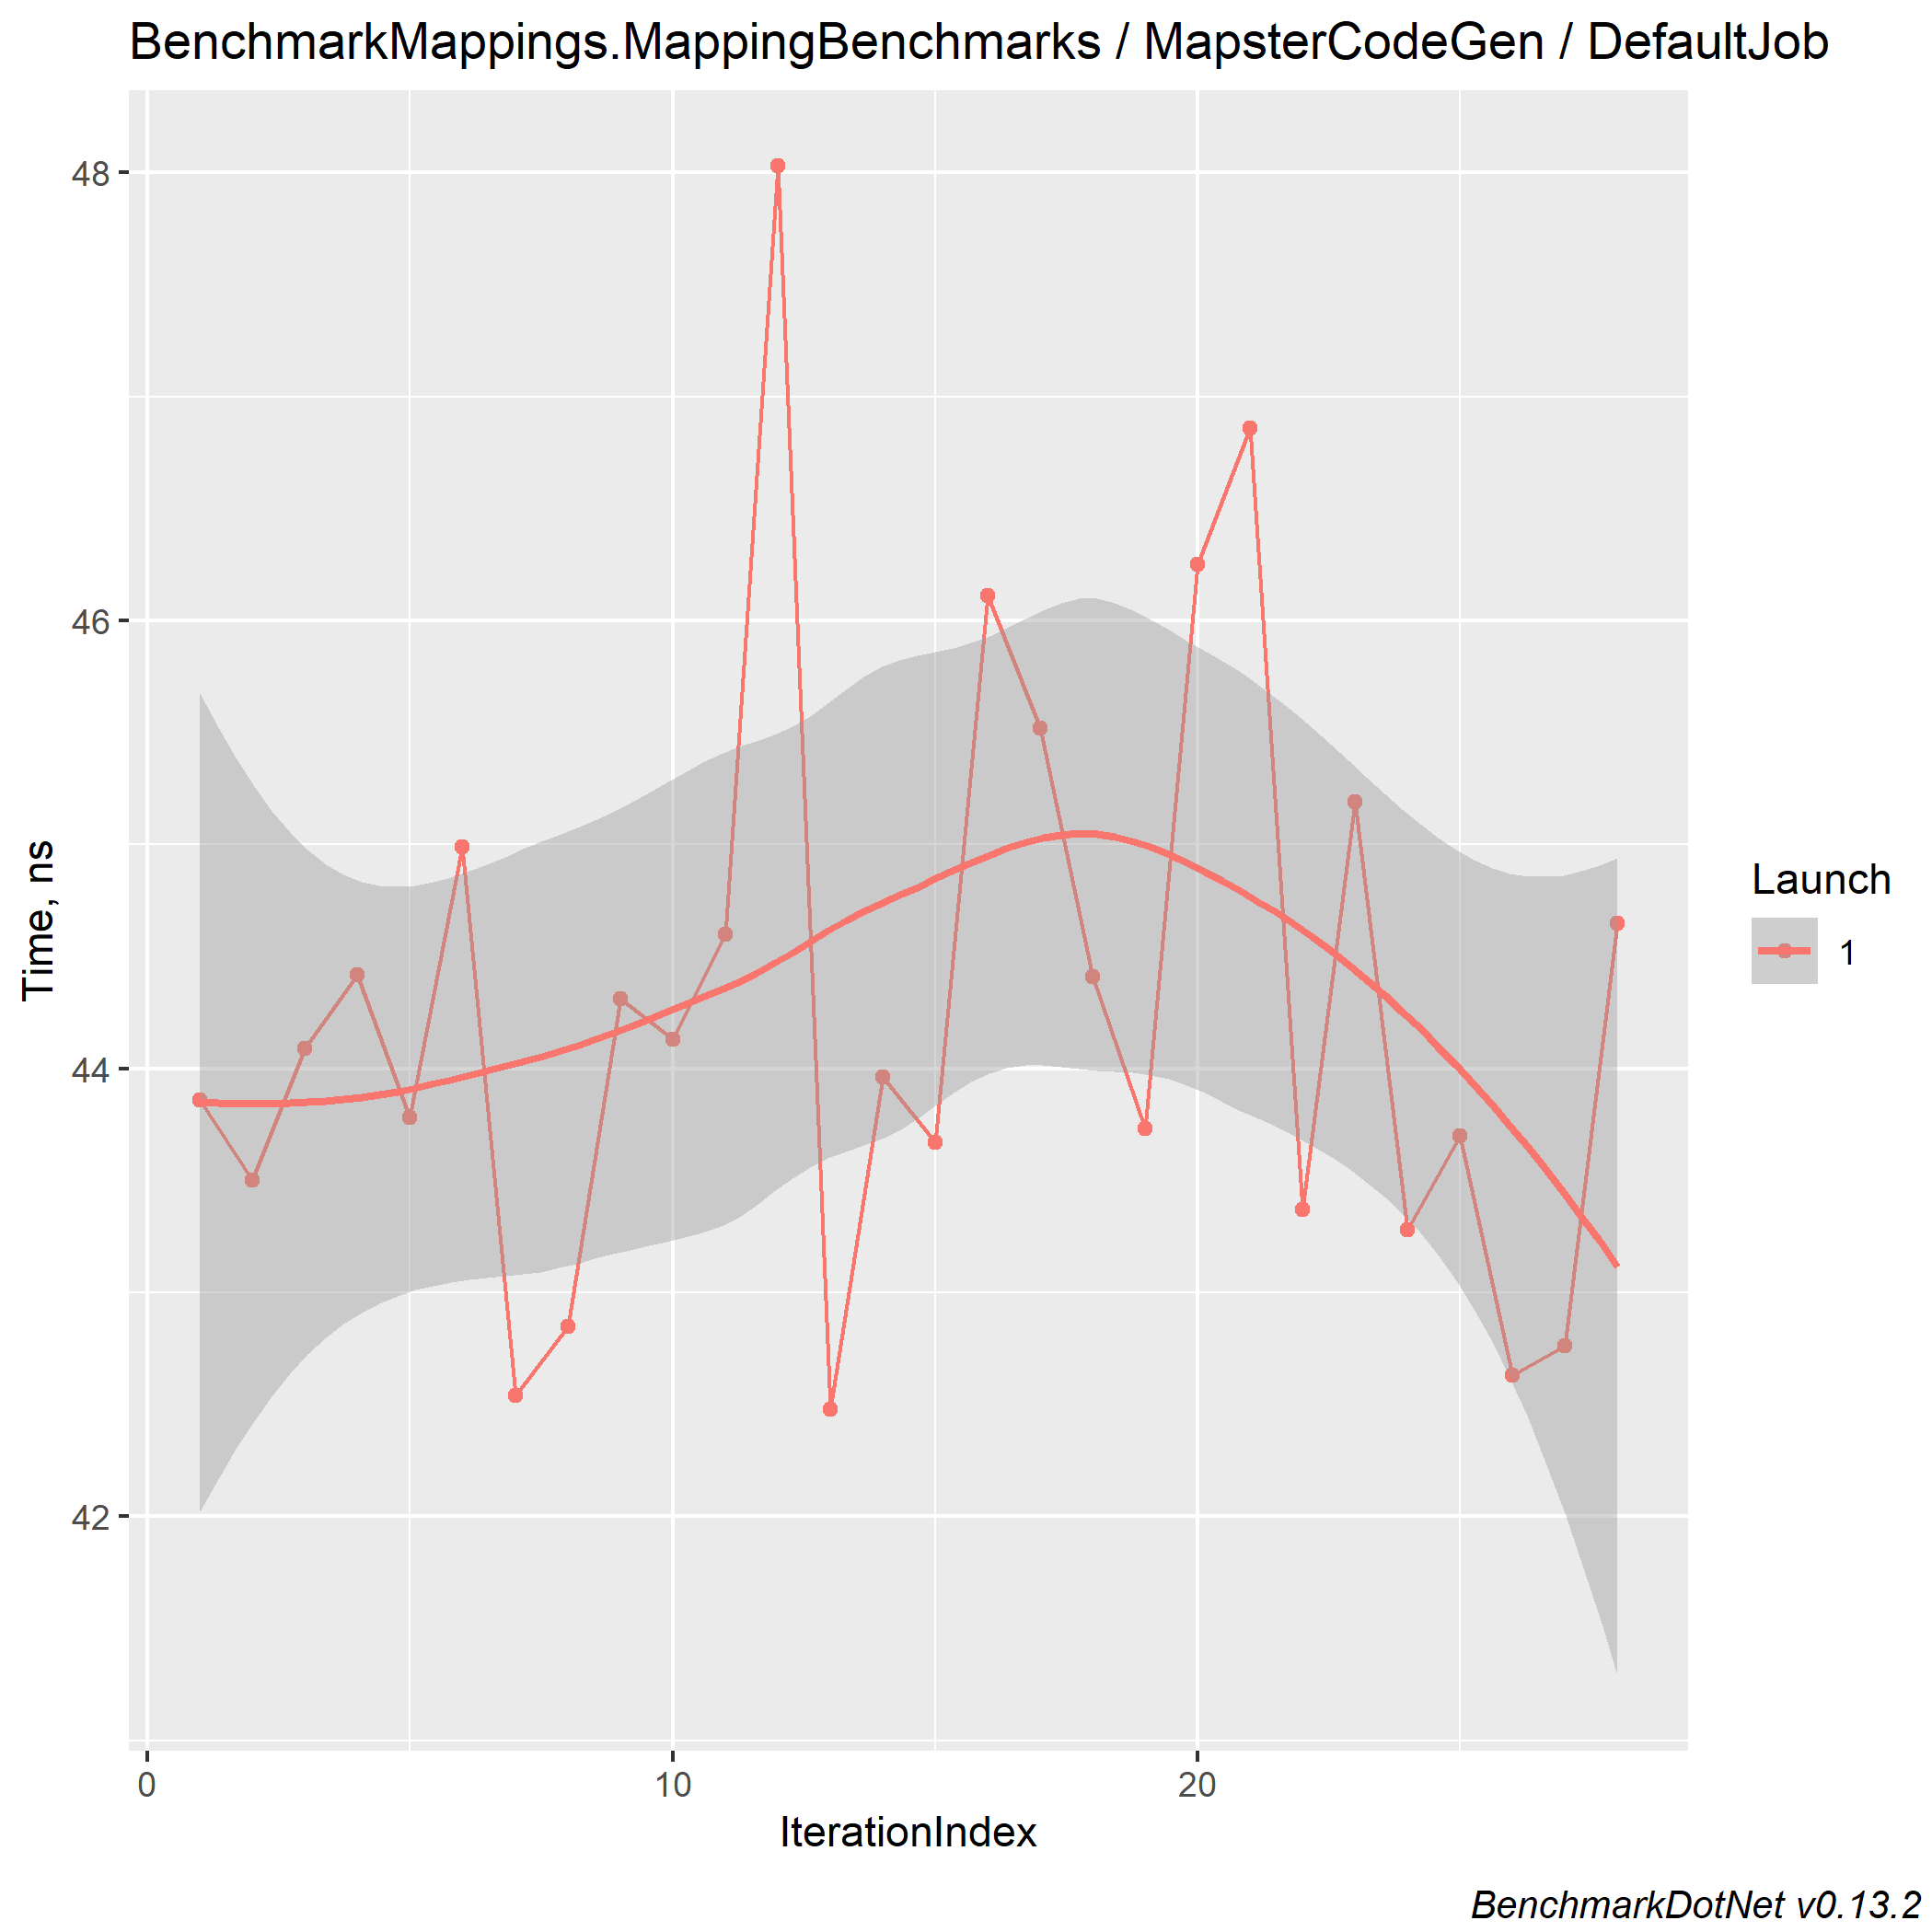 BenchmarkMappings.MappingBenchmarks / MapsterCodeGen / DefaultJob
48
46
44
42
Time, ns
0 10 20
IterationIndex
Launch
1
BenchmarkDotNet v0.13.2